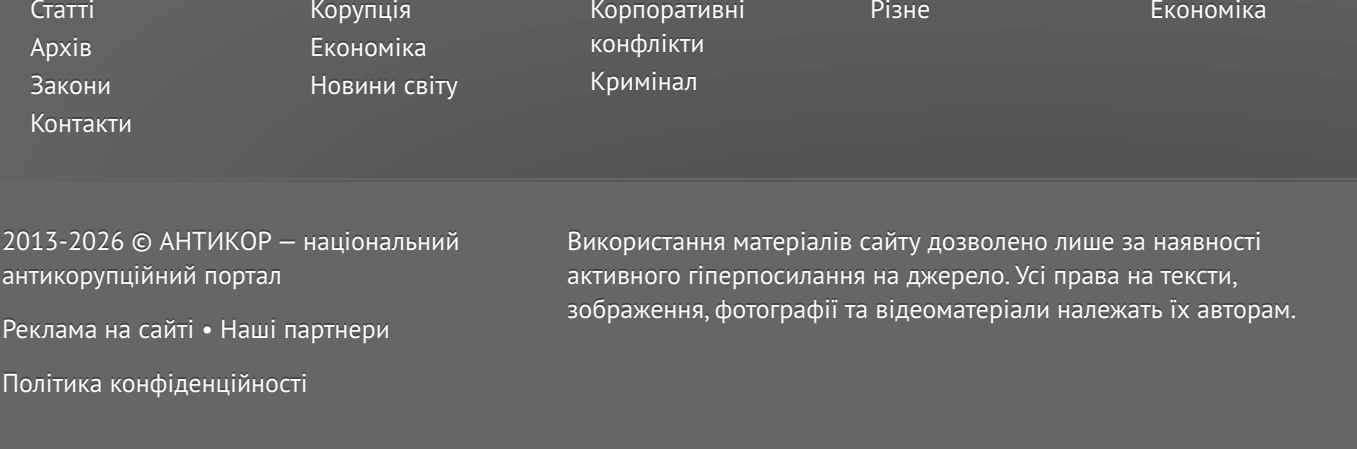 Статті
Архів
Закони
Контакти
Корупція
Економіка
Новини світу
Корпоративні
конфлікти
Кримінал
Різне
Економіка
2013-2026 © АНТИКОР — національний
антикорупційний портал
Реклама на сайті • Наші партнери
Політика конфіденційності
Використання матеріалів сайту дозволено лише за наявності
активного гіперпосилання на джерело. Усі права на тексти,
зображення, фотографії та відеоматеріали належать їх авторам.